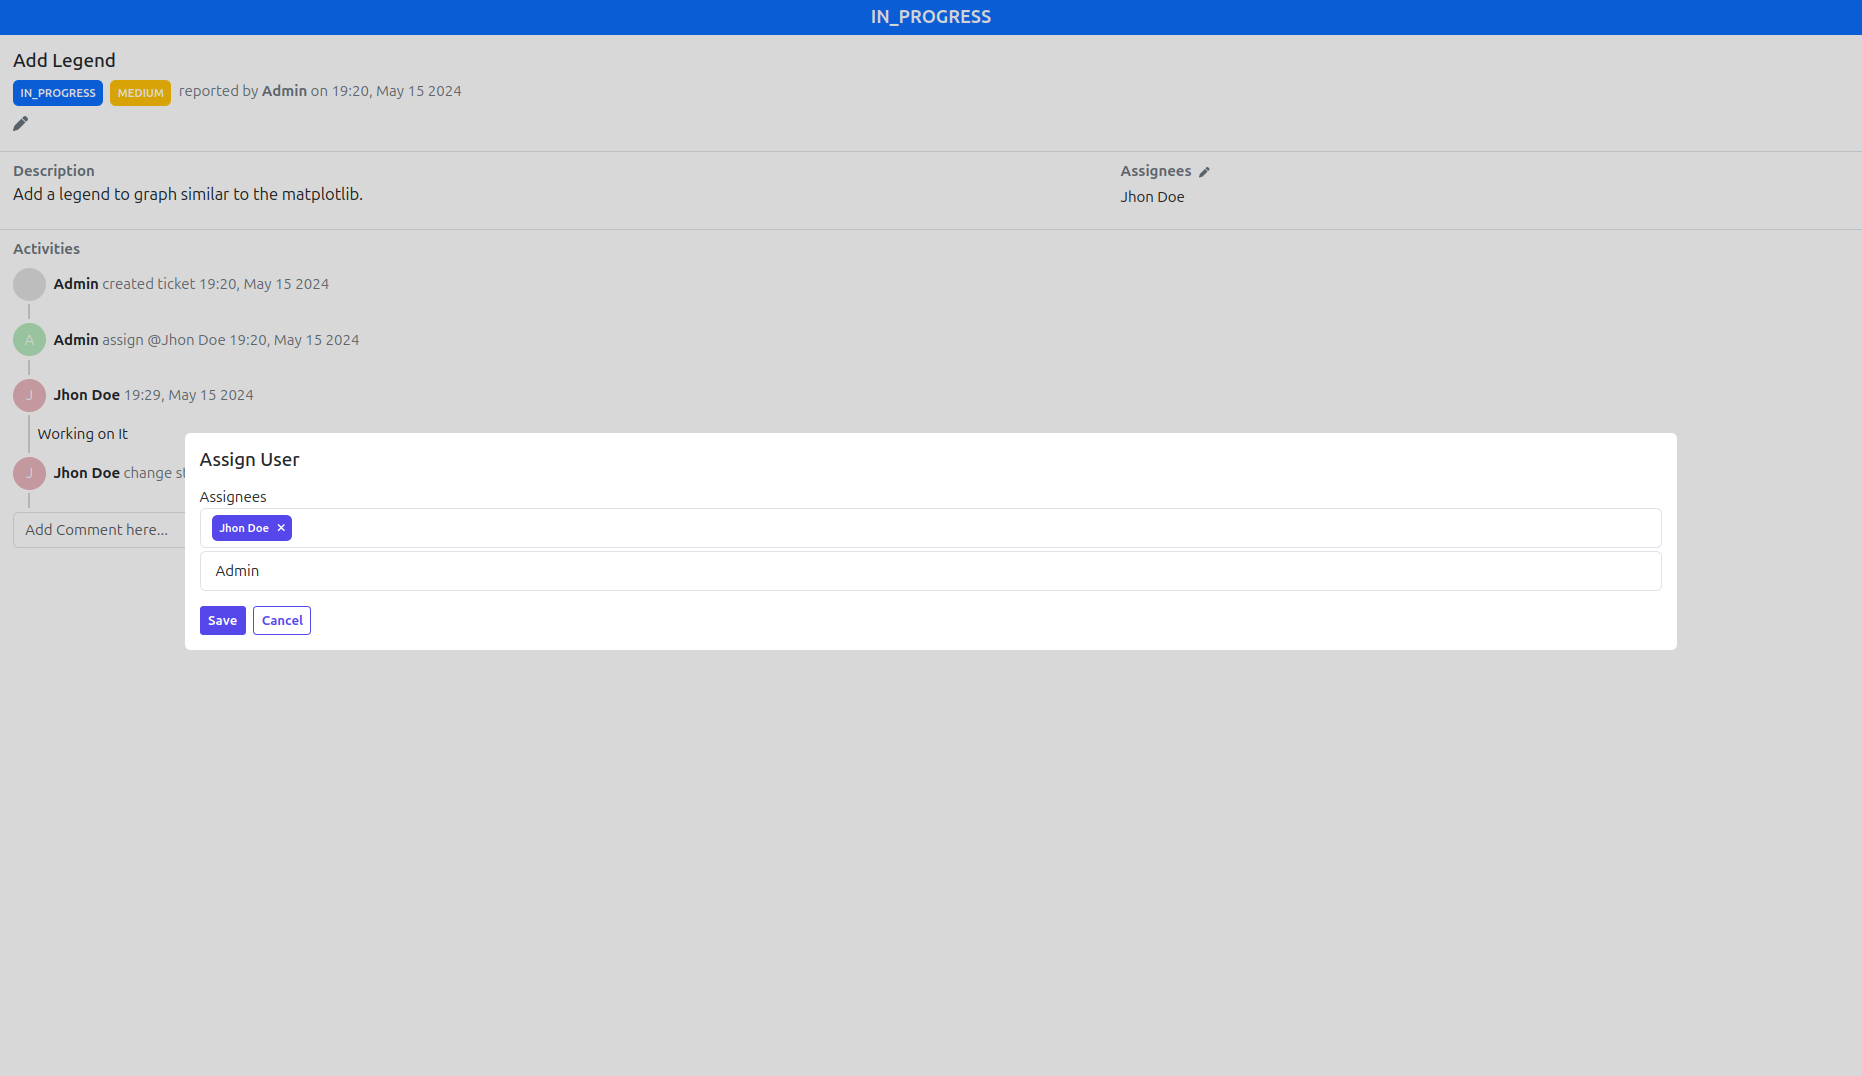 IN_PROGRESS
Add Legend
IN_PROGRESS MEDIUM reported by Admin on 19:20, May 15 2024
Description
Add a legend to graph similar to the matplotlib.
Assignees
Jhon Doe
Activities
Admin created ticket 19:20, May 15 2024
A Admin assign @Jhon Doe 19:20, May 15 2024
J Jhon Doe 19:29, May 15 2024
Working on It
J Jhon Doe change
Add Comment here...
Assign User
Assignees
Jhon Doe ×
Admin
Save Cancel